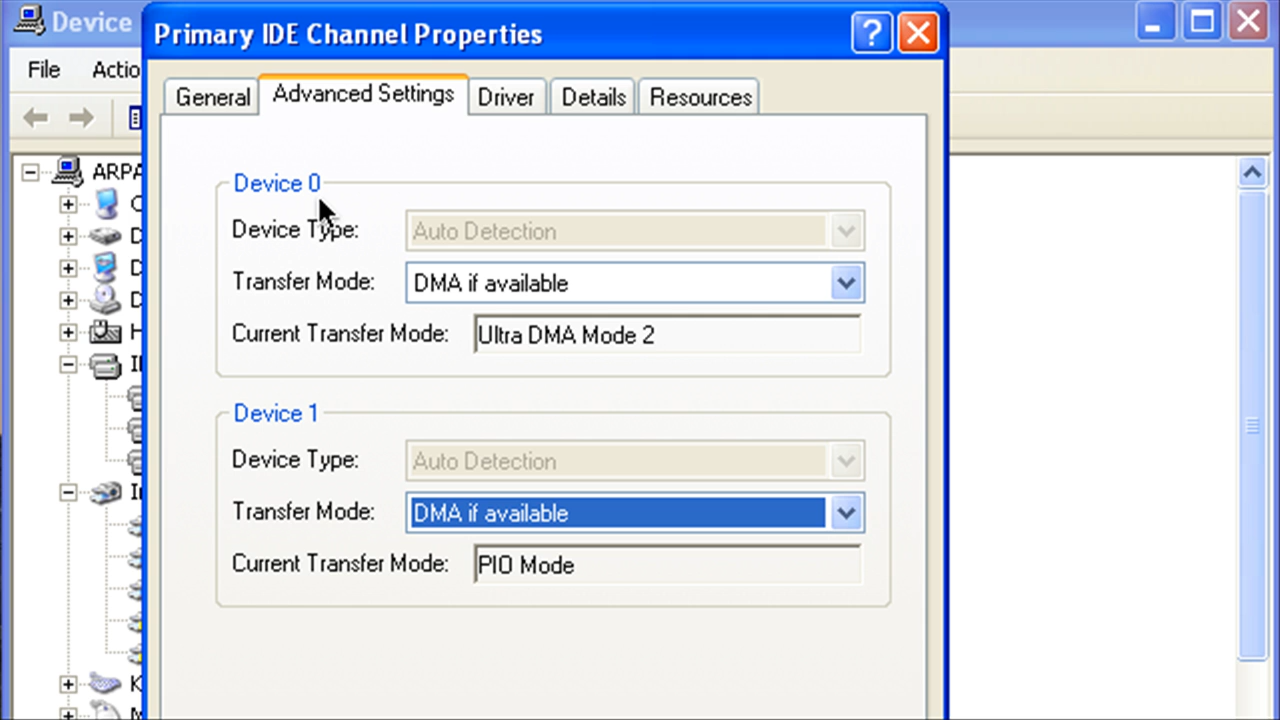 Device
Primary IDE Channel Properties
File
General
Advanced Settings
Driver
Details
Resources
Device 0
Device Type:
Auto Detection
Transfer Mode:
DMA if available
Current Transfer Mode:
Ultra DMA Mode 2
Device 1
Device Type:
Auto Detection
Transfer Mode:
DMA if available
Current Transfer Mode:
PIO Mode